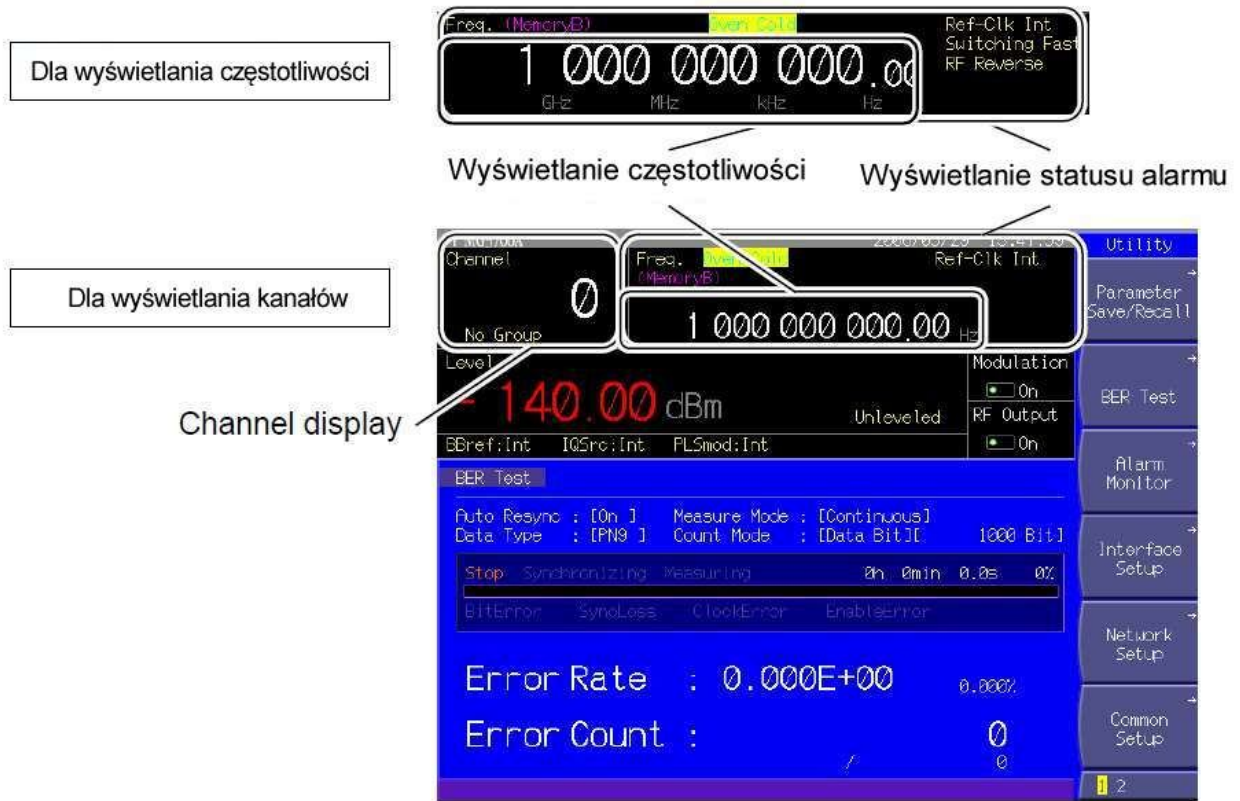 Freq. (MemoryB) Oven Cold Ref-Clk Int
Switching Fast
RF Reverse
Dla wyświetlania częstotliwości
1 000 000 000.00
GHz MHz kHz Hz
Wyświetlanie częstotliwości
Wyświetlanie statusu alarmu
Dla wyświetlania kanałów
Channel
0
No Group
Freq. Oven Cold Ref-Clk Int
(MemoryB)
1 000 000 000.00 Hz
Channel display
Level
- 140.00 dBm
Unleveled
Modulation
On
RF Output
On
BBref:Int IQSrc:Int PLSmod:Int
BER Test
Auto Resync : [On ] Measure Mode : [Continuous]
Data Type : [PN9 ] Count Mode : [Data Bit][ 1000 Bit]
Stop Synchronizing Measuring 0h 0min 0.0s 0%
BitError SyncLoss ClockError EnableError
Error Rate : 0.000E+00 0.000%
Error Count : 0
/ 0
Utility
→
Parameter
Save/Recall
→
BER Test
→
Alarm
Monitor
→
Interface
Setup
→
Network
Setup
→
Common
Setup
1 2